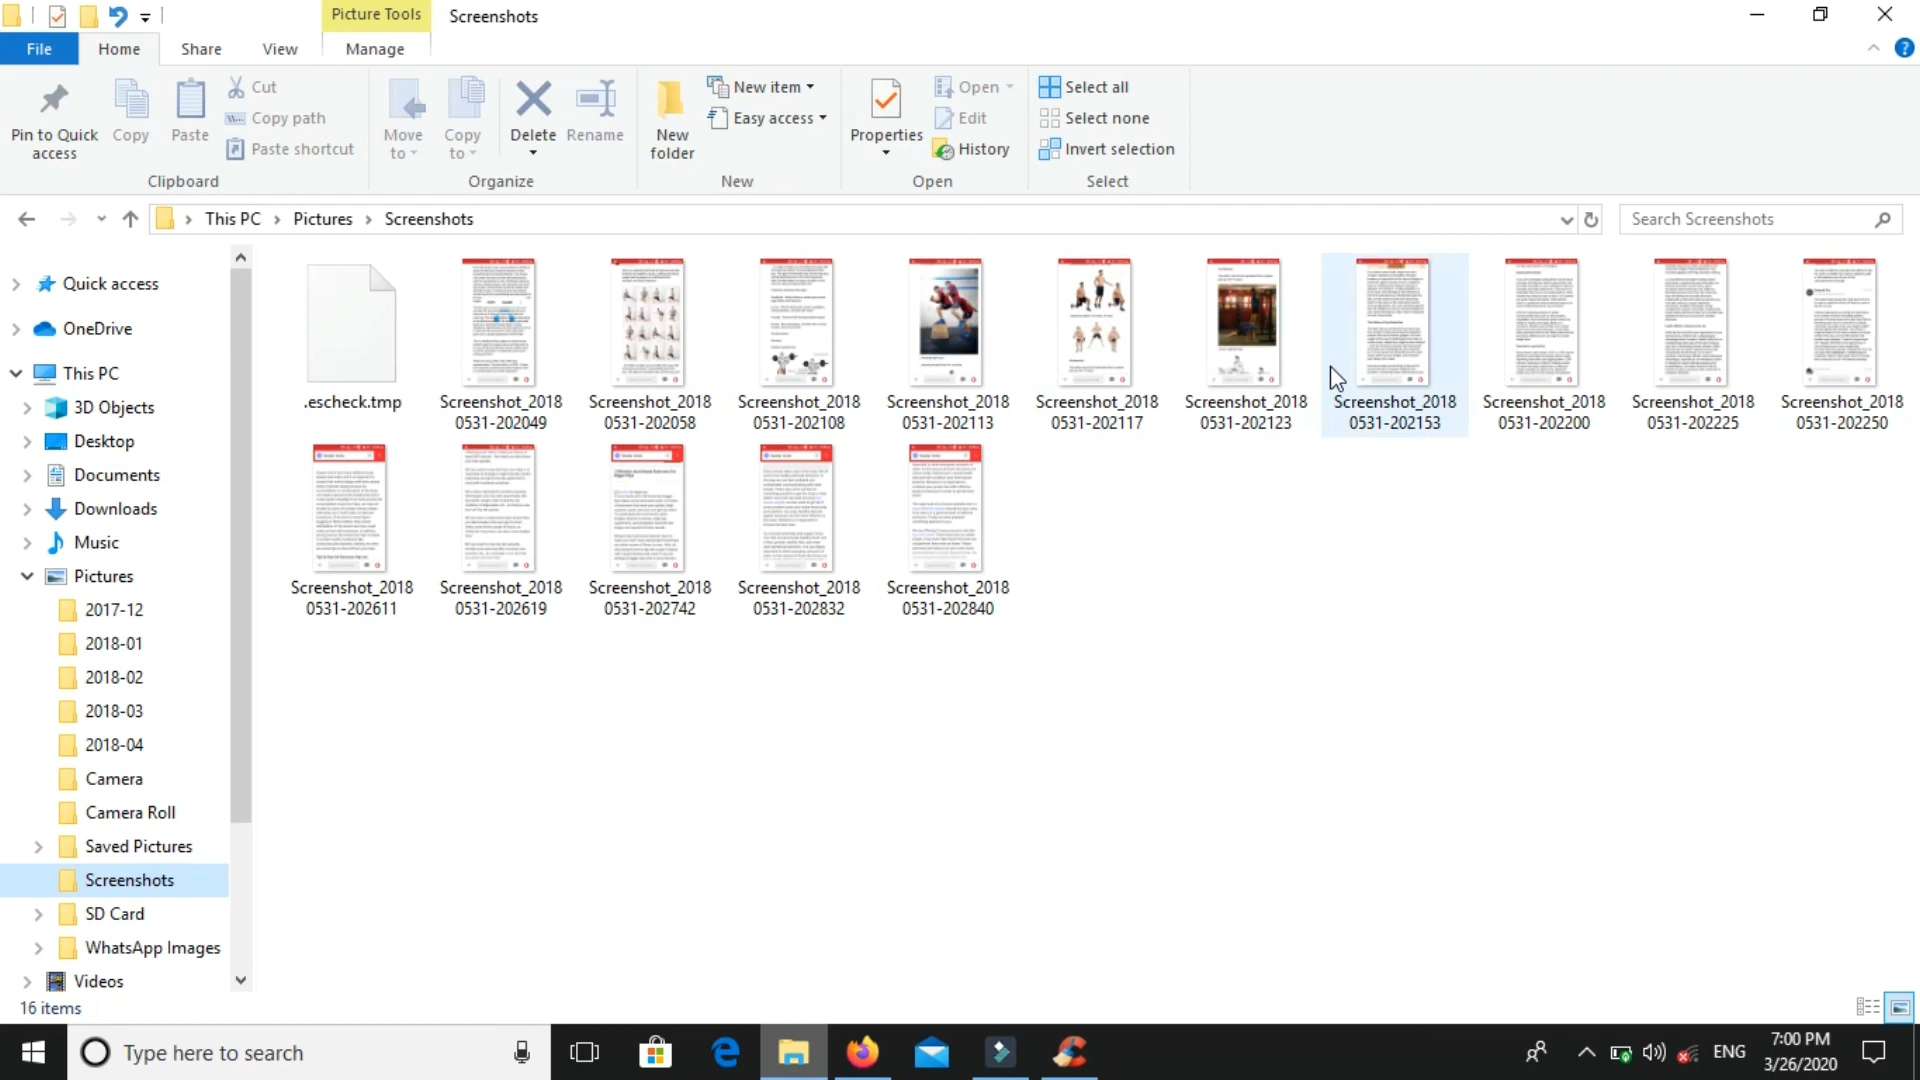 Picture Tools
Screenshots
File
Home
Share
View
Manage
Pin to Quick access
Copy
Paste
Cut
Copy path
Paste shortcut
Clipboard
Move to
Copy to
Delete
Rename
Organize
New folder
New item
Easy access
New
Properties
Open
Edit
History
Open
Select all
Select none
Invert selection
Select
This PC
Pictures
Screenshots
Search Screenshots
Quick access
OneDrive
This PC
3D Objects
Desktop
Documents
Downloads
Music
Pictures
2017-12
2018-01
2018-02
2018-03
2018-04
Camera
Camera Roll
Saved Pictures
Screenshots
SD Card
WhatsApp Images
Videos
.escheck.tmp
Screenshot_2018
0531-202049
Screenshot_2018
0531-202058
Screenshot_2018
0531-202108
Screenshot_2018
0531-202113
Screenshot_2018
0531-202117
Screenshot_2018
0531-202123
Screenshot_2018
0531-202153
Screenshot_2018
0531-202200
Screenshot_2018
0531-202225
Screenshot_2018
0531-202250
Screenshot_2018
0531-202611
Screenshot_2018
0531-202619
Screenshot_2018
0531-202742
Screenshot_2018
0531-202832
Screenshot_2018
0531-202840
16 items
Type here to search
ENG
7:00 PM
3/26/2020